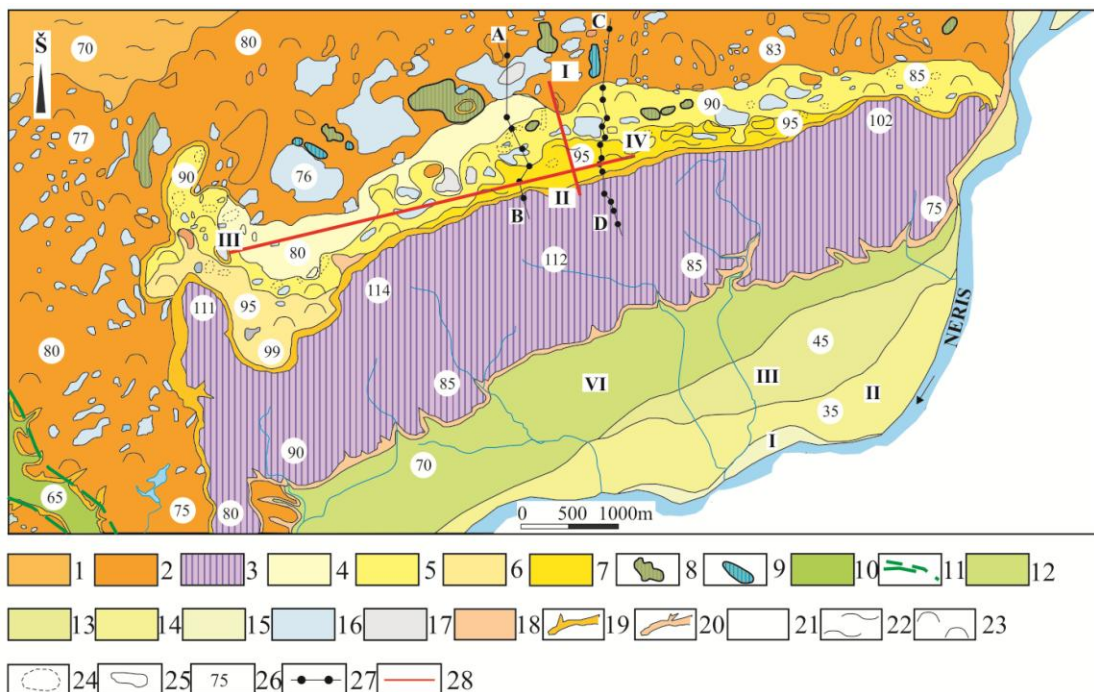 70
80
A
C
83
Š
I
85
90
77
95
IV
102
90
76
95
III
II
B
D
75
80
112
85
111
114
95
99
45
80
VI
III
II
NERIS
85
35
I
90
70
65
75
80
0 500 1000m
1 2 3 4 5 6 7 8 9 10 11 12
13 14 15 16 17 18 19 20 21 22 23
24 25 75 26 27 28